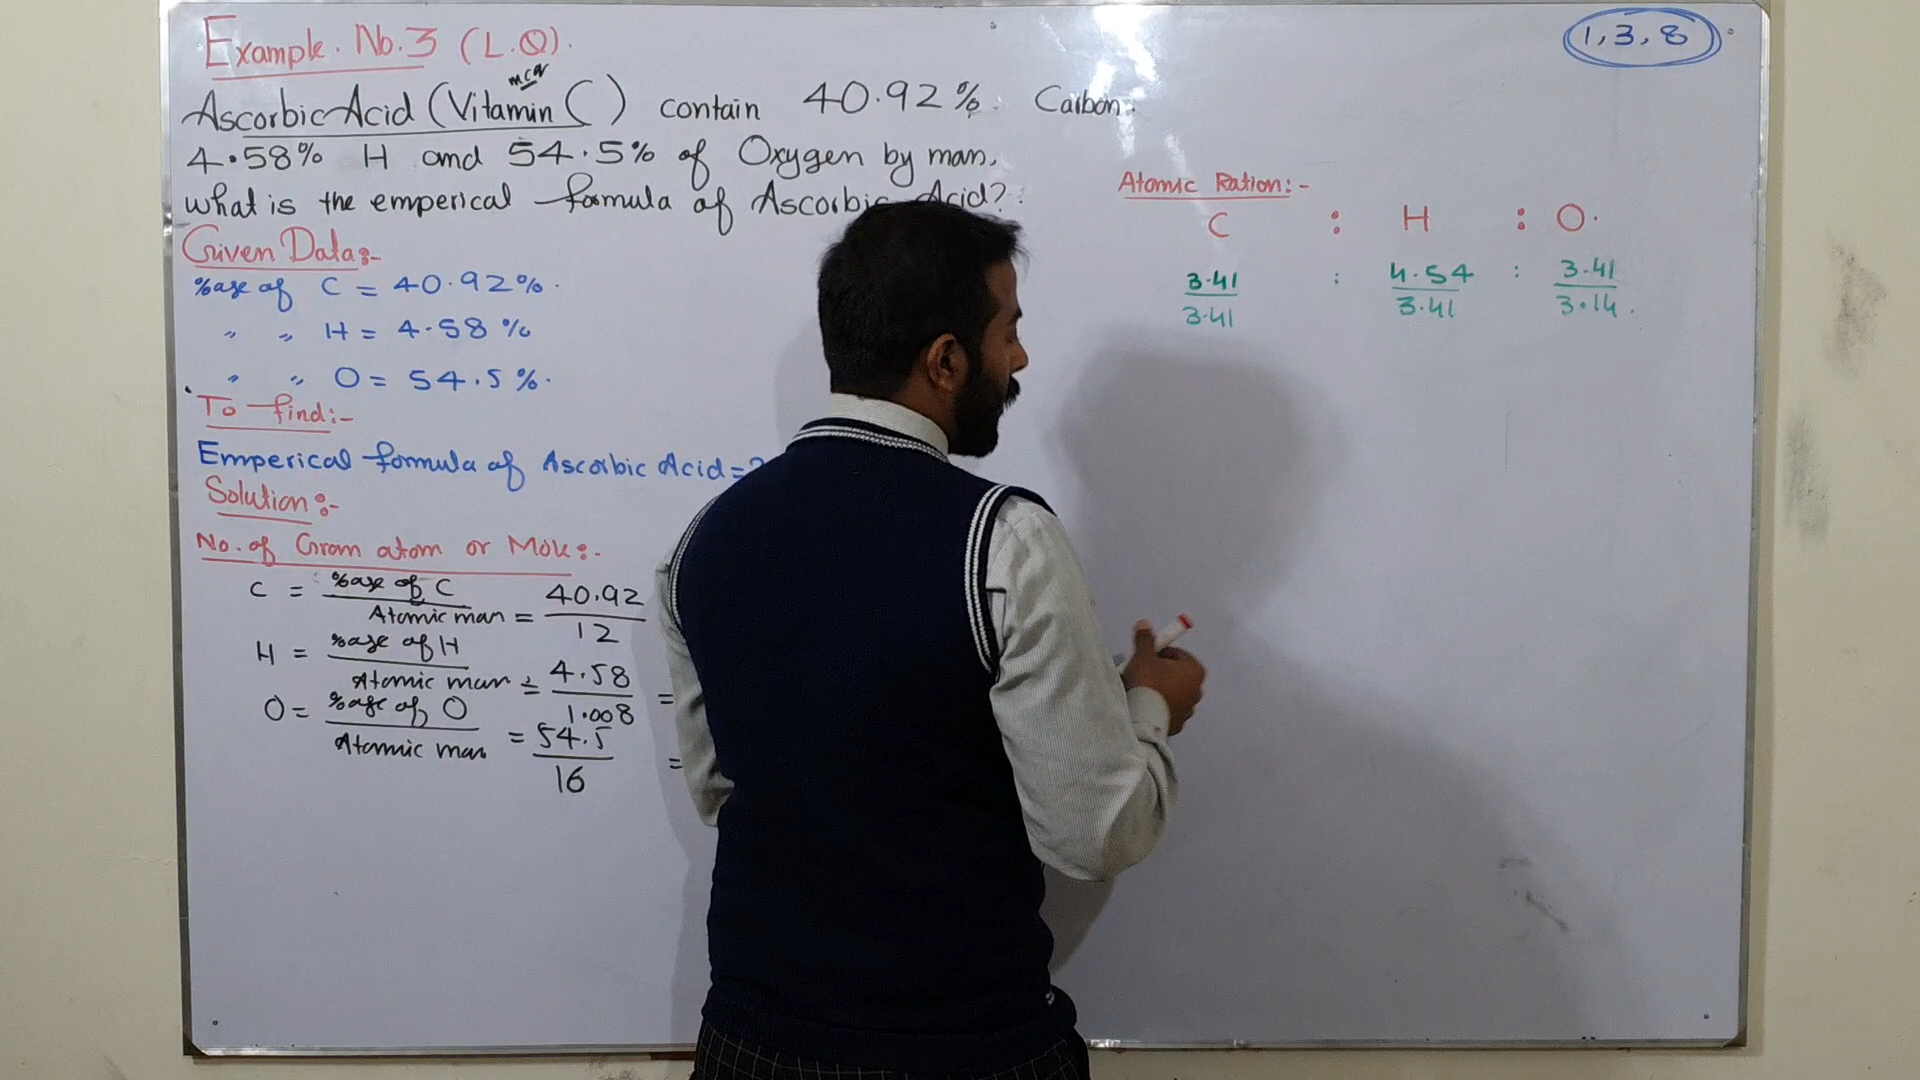 Example. No.3 (L.Q).
mcq
Ascorbic Acid (Vitamin C) contain 40.92% Carbon.
4.58% H and 54.5% of Oxygen by mass.
what is the emperical formula of Ascorbic Acid?
Given Data:-
%age of C = 40.92%.
" " H = 4.58%
" " O = 54.5%.
To find:-
Emperical formula of Ascorbic Acid=?
Solution:-
No. of Gram atom or Mole:-
C = %age of C / Atomic mass = 40.92 / 12
H = %age of H / Atomic mass = 4.58 / 1.008 =
O = %age of O / Atomic mass = 54.5 / 16 =
1,3,8
Atomic Ration:-
C : H : O.
3.41 / 3.41 : 4.54 / 3.41 : 3.41 / 3.14.